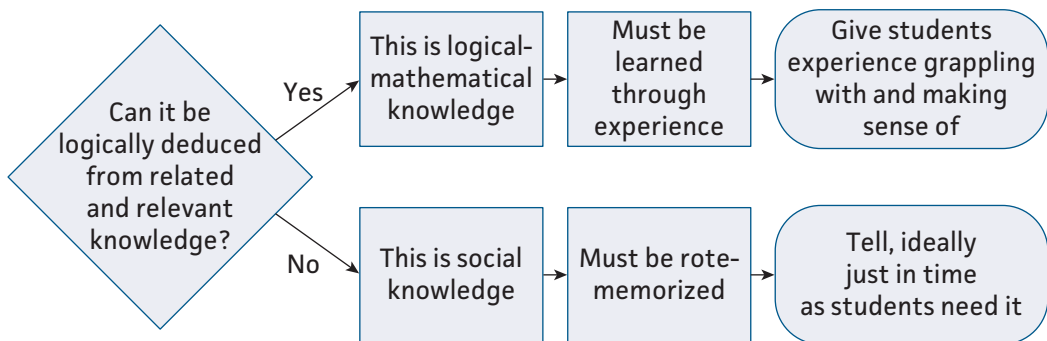 Can it be
logically deduced
from related
and relevant
knowledge?
Yes
This is logical-
mathematical
knowledge
Must be
learned
through
experience
Give students
experience grappling
with and making
sense of
No
This is social
knowledge
Must be rote-
memorized
Tell, ideally
just in time
as students need it